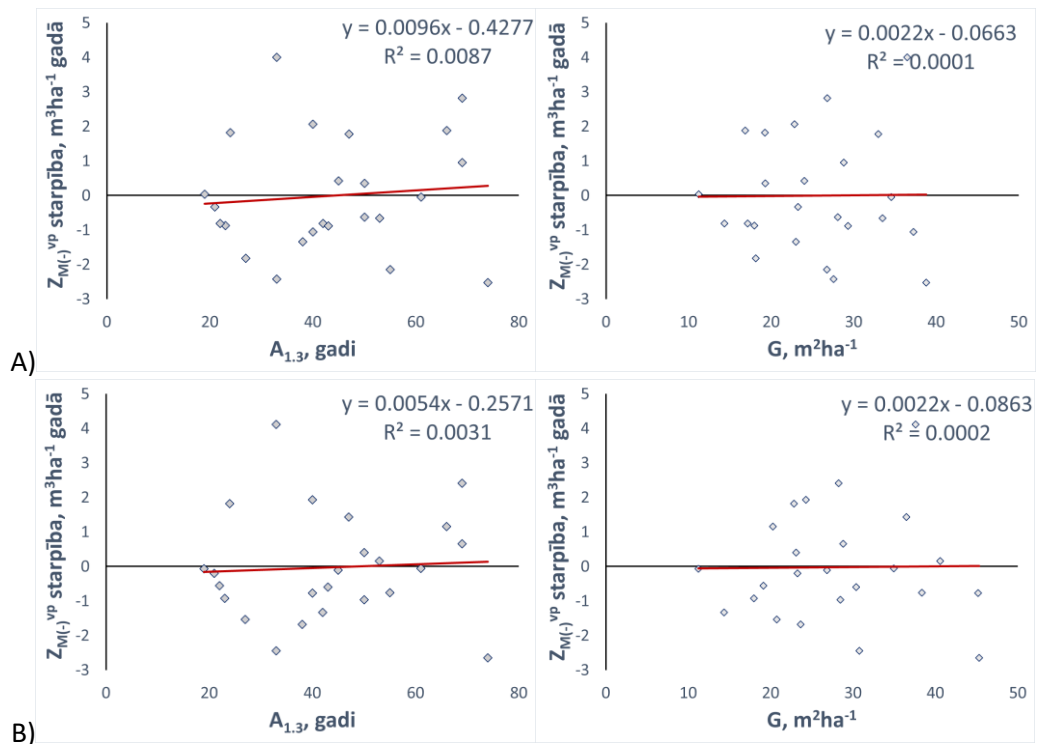 y = 0.0096x - 0.4277
R² = 0.0087
Z_M(-)^vp starpība, m³ha⁻¹ gadā
5
4
3
2
1
0
-1
-2
-3
0 20 40 60 80
A₁.₃, gadi
y = 0.0022x - 0.0663
R² = 0.0001
Z_M(-)^vp starpība, m³ha⁻¹ gadā
5
4
3
2
1
0
-1
-2
-3
0 10 20 30 40 50
G, m²ha⁻¹
A)
y = 0.0054x - 0.2571
R² = 0.0031
Z_M(-)^vp starpība, m³ha⁻¹ gadā
5
4
3
2
1
0
-1
-2
-3
0 20 40 60 80
A₁.₃, gadi
y = 0.0022x - 0.0863
R² = 0.0002
Z_M(-)^vp starpība, m³ha⁻¹ gadā
5
4
3
2
1
0
-1
-2
-3
0 10 20 30 40 50
G, m²ha⁻¹
B)